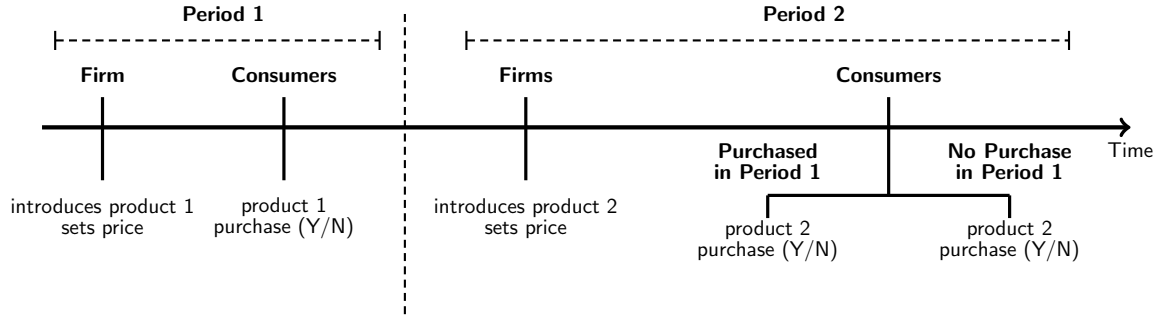 Period 1
Period 2
Firm
Consumers
Firms
Consumers
Time
Purchased
in Period 1
No Purchase
in Period 1
introduces product 1
sets price
product 1
purchase (Y/N)
introduces product 2
sets price
product 2
purchase (Y/N)
product 2
purchase (Y/N)